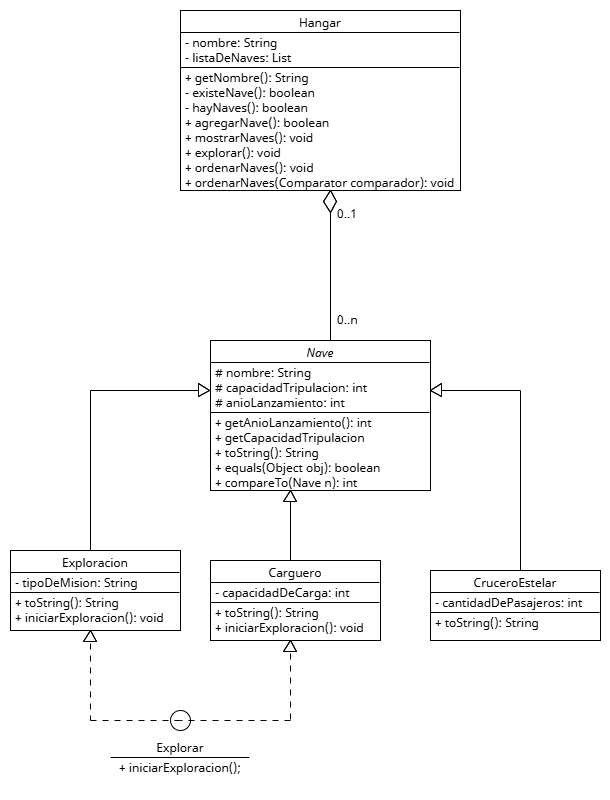 Hangar
- nombre: String
- listaDeNaves: List
+ getNombre(): String
- existeNave(): boolean
- hayNaves(): boolean
+ agregarNave(): boolean
+ mostrarNaves(): void
+ explorar(): void
+ ordenarNaves(): void
+ ordenarNaves(Comparator comparador): void
0..1
0..n
Nave
# nombre: String
# capacidadTripulacion: int
# anioLanzamiento: int
+ getAnioLanzamiento(): int
+ getCapacidadTripulacion
+ toString(): String
+ equals(Object obj): boolean
+ compareTo(Nave n): int
Exploracion
- tipoDeMision: String
+ toString(): String
+ iniciarExploracion(): void
Carguero
- capacidadDeCarga: int
+ toString(): String
+ iniciarExploracion(): void
CruceroEstelar
- cantidadDePasajeros: int
+ toString(): String
Explorar
+ iniciarExploracion();